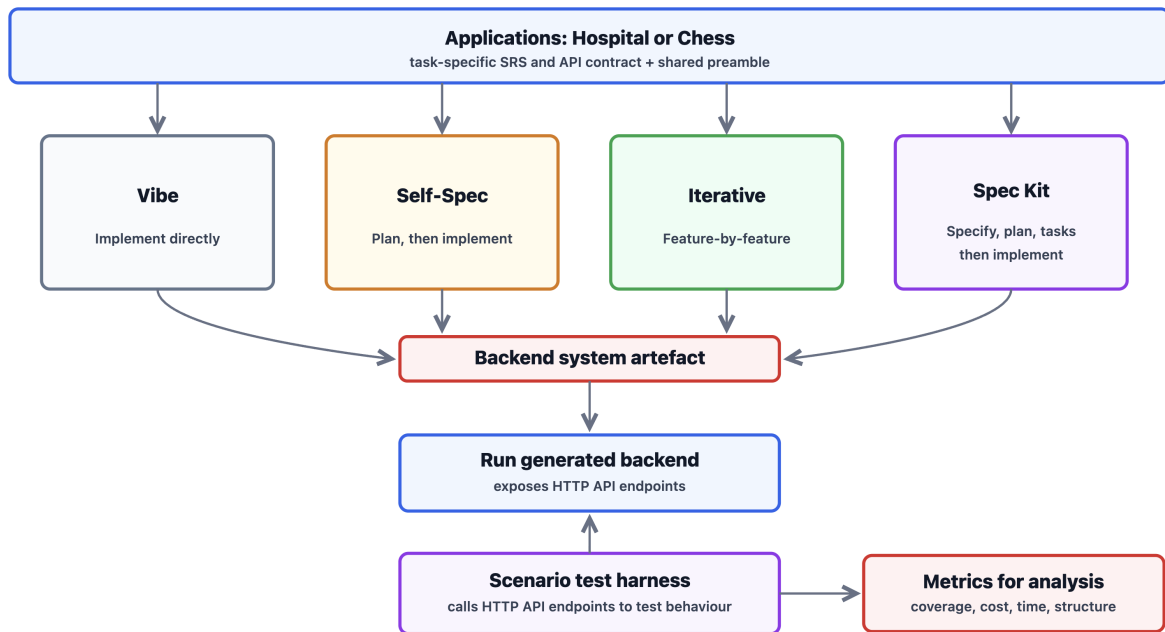 Applications: Hospital or Chess
task-specific SRS and API contract + shared preamble
Vibe
Implement directly
Self-Spec
Plan, then implement
Iterative
Feature-by-feature
Spec Kit
Specify, plan, tasks
then implement
Backend system artefact
Run generated backend
exposes HTTP API endpoints
Scenario test harness
calls HTTP API endpoints to test behaviour
Metrics for analysis
coverage, cost, time, structure